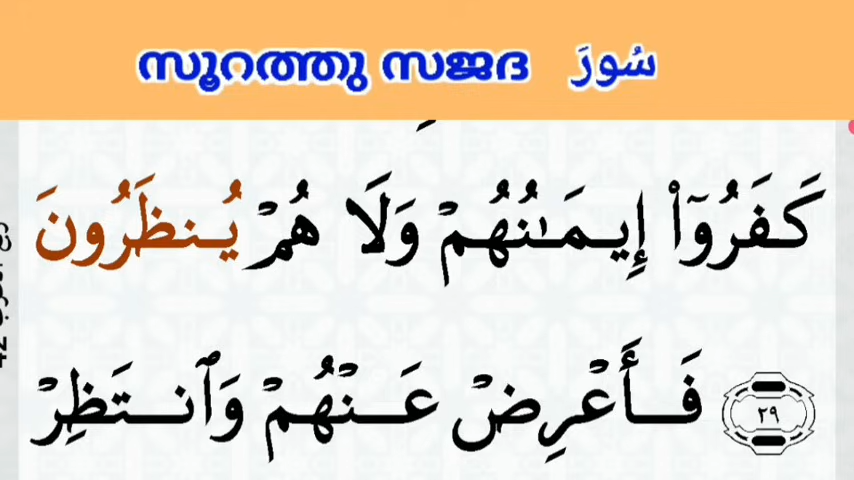 സൂറത്തു സജദ سُورَ
كَفَرُوٓا۟ إِيمَـٰنُهُمْ وَلَا هُمْ يُنظَرُونَ
٢٩ فَأَعْرِضْ عَنْهُمْ وَٱنتَظِرْ